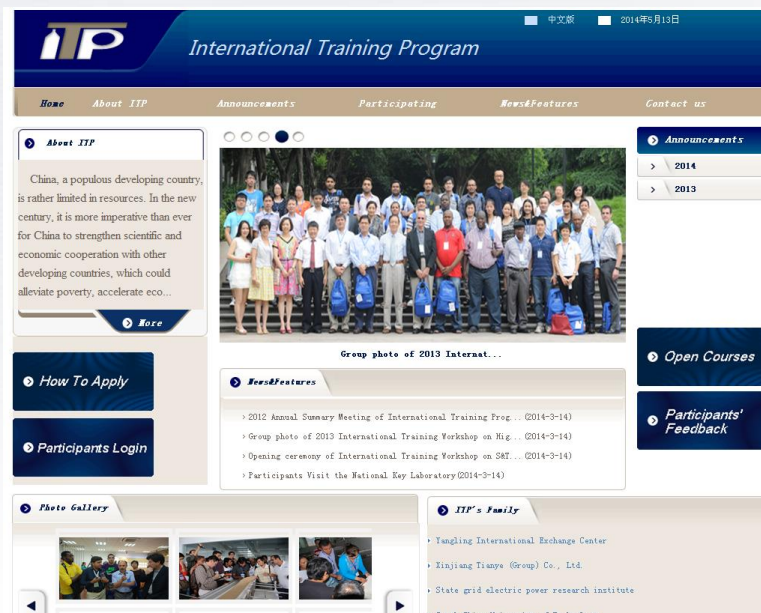 iTP
International Training Program
中文版
2014年5月13日
Home
About ITP
Announcements
Participating
News&Features
Contact us
About ITP
China, a populous developing country,
is rather limited in resources. In the new
century, it is more imperative than ever
for China to strengthen scientific and
economic cooperation with other
developing countries, which could
alleviate poverty, accelerate eco...
More
How To Apply
Participants Login
Group photo of 2013 Internat...
News&Features
2012 Annual Summary Meeting of International Training Prog...(2014-3-14)
Group photo of 2013 International Training Workshop on Hig...(2014-3-14)
Opening ceremony of International Training Workshop on S&T...(2014-3-14)
Participants Visit the National Key Laboratory(2014-3-14)
Announcements
2014
2013
Open Courses
Participants'
Feedback
Photo Gallery
ITP's Family
Yangling International Exchange Center
Xinjiang Tianye (Group) Co., Ltd.
State grid electric power research institute